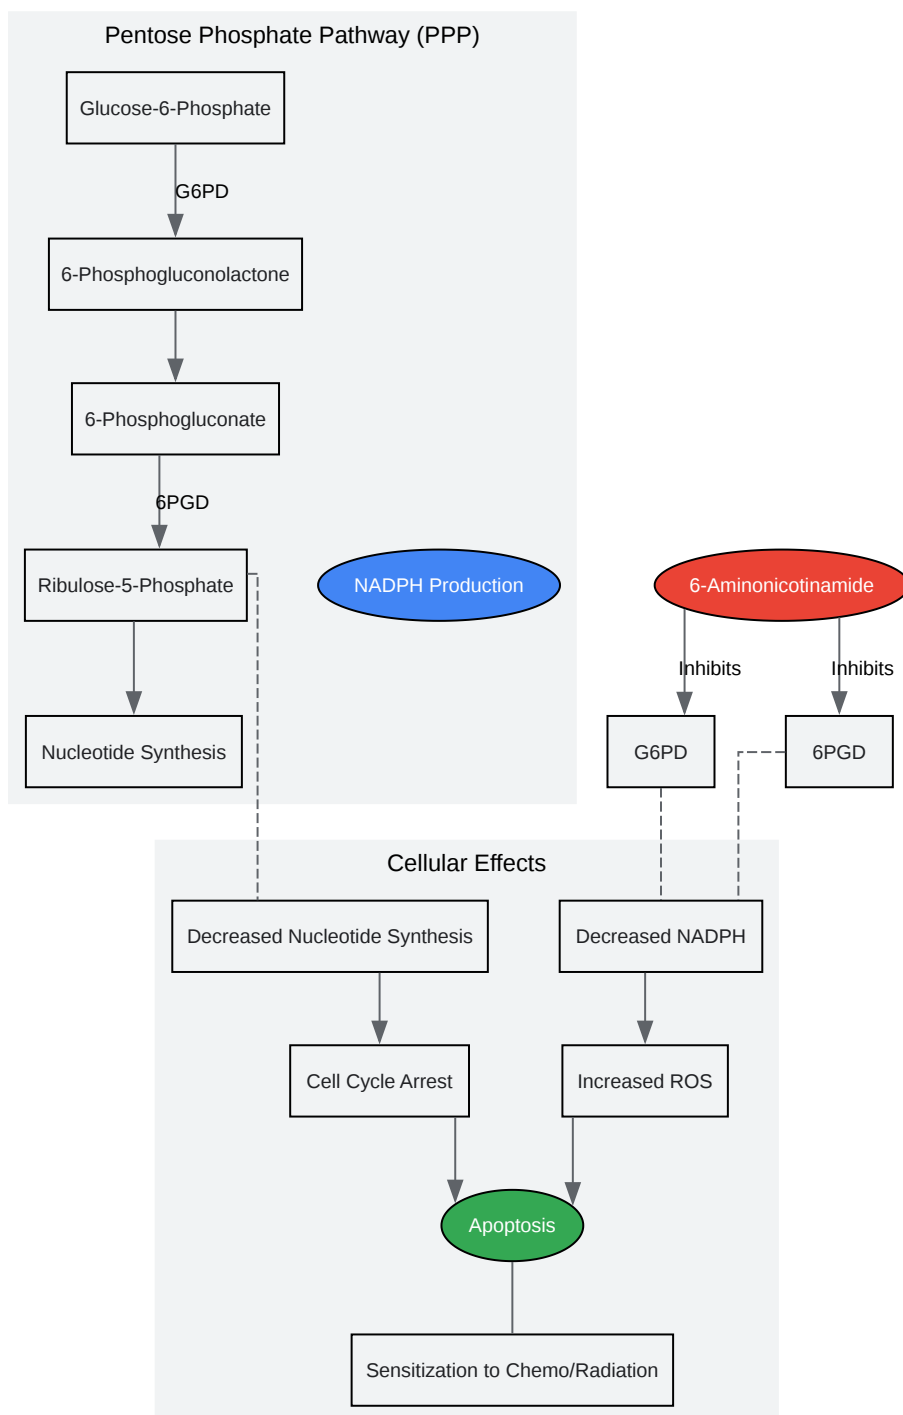 Pentose Phosphate Pathway (PPP)
Glucose-6-Phosphate
G6PD
6-Phosphogluconolactone
6-Phosphogluconate
6PGD
Ribulose-5-Phosphate
NADPH Production
6-Aminonicotinamide
Inhibits
Inhibits
Nucleotide Synthesis
G6PD
6PGD
Cellular Effects
Decreased Nucleotide Synthesis
Decreased NADPH
Cell Cycle Arrest
Increased ROS
Apoptosis
Sensitization to Chemo/Radiation